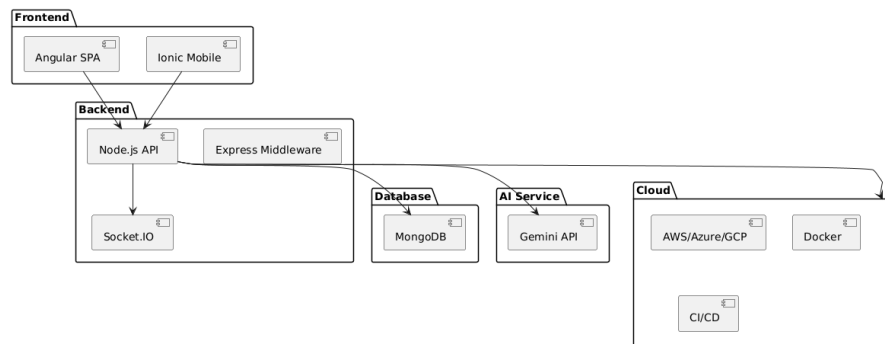 Frontend
Angular SPA
Ionic Mobile
Backend
Node.js API
Express Middleware
Socket.IO
Database
MongoDB
AI Service
Gemini API
Cloud
AWS/Azure/GCP
Docker
CI/CD